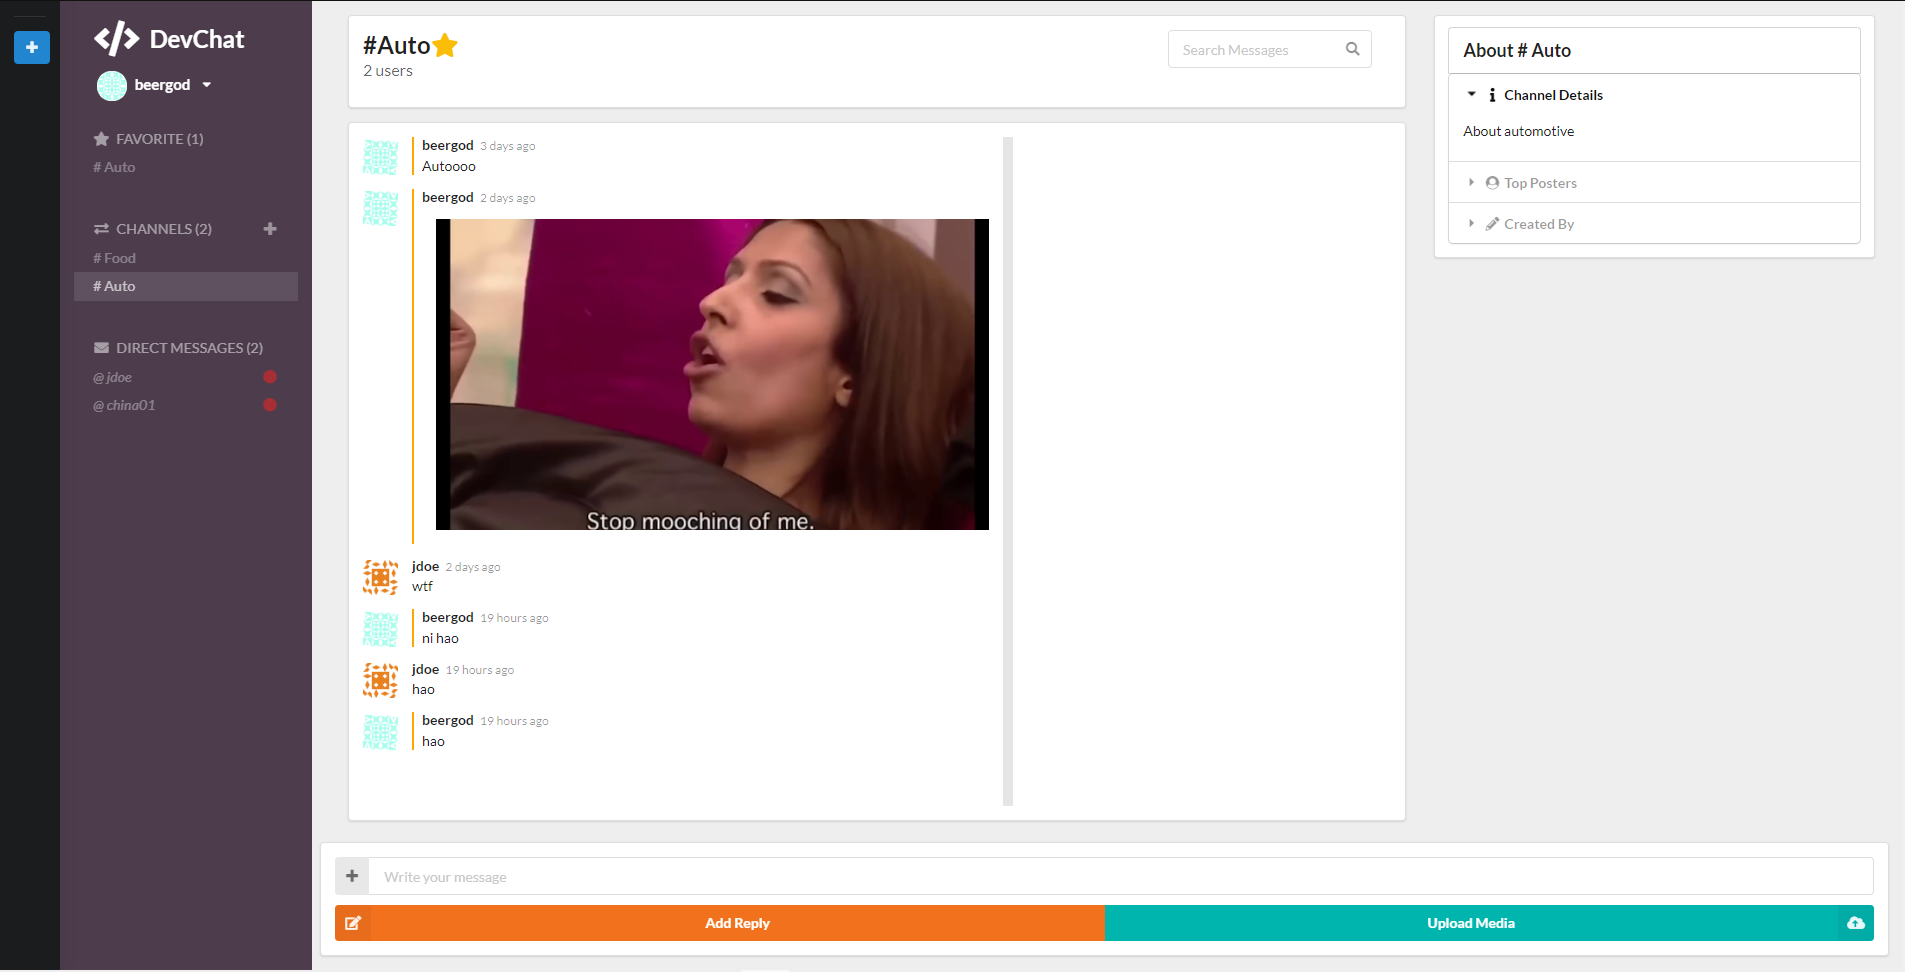 DevChat
beergod
FAVORITE (1)
# Auto
CHANNELS (2)
# Food
# Auto
DIRECT MESSAGES (2)
@ jdoe
@ china01
#Auto
2 users
Search Messages
beergod 3 days ago
Autoooo
beergod 2 days ago
Stop mooching of me.
jdoe 2 days ago
wtf
beergod 19 hours ago
ni hao
jdoe 19 hours ago
hao
beergod 19 hours ago
hao
Write your message
Add Reply
Upload Media
About # Auto
Channel Details
About automotive
Top Posters
Created By